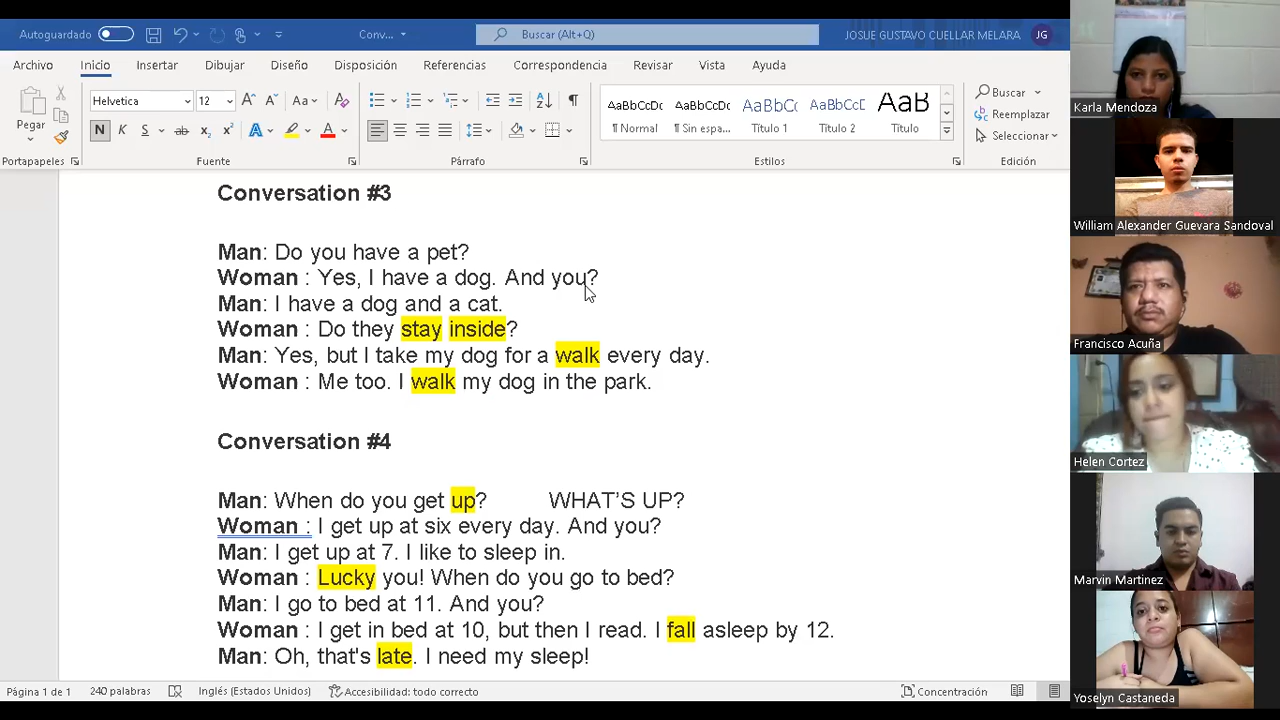 Autoguardado
Conv...
Buscar (Alt+Q)
JOSUE GUSTAVO CUELLAR MELARA
JG
Archivo Inicio Insertar Dibujar Diseño Disposición Referencias Correspondencia Revisar Vista Ayuda
Pegar
Helvetica 12
N K S
AaBbCcDc AaBbCcDc AaBbCc AaBbCcD AaB
¶ Normal ¶ Sin espa... Título 1 Título 2 Título
Buscar
Reemplazar
Seleccionar
Portapapeles Fuente Párrafo Estilos Edición
Conversation #3
Man: Do you have a pet?
Woman : Yes, I have a dog. And you?
Man: I have a dog and a cat.
Woman : Do they stay inside?
Man: Yes, but I take my dog for a walk every day.
Woman : Me too. I walk my dog in the park.
Conversation #4
Man: When do you get up? WHAT’S UP?
Woman : I get up at six every day. And you?
Man: I get up at 7. I like to sleep in.
Woman : Lucky you! When do you go to bed?
Man: I go to bed at 11. And you?
Woman : I get in bed at 10, but then I read. I fall asleep by 12.
Man: Oh, that's late. I need my sleep!
Página 1 de 1 240 palabras Inglés (Estados Unidos) Accesibilidad: todo correcto Concentración
Karla Mendoza
William Alexander Guevara Sandoval
Francisco Acuña
Helen Cortez
Marvin Martinez
Yoselyn Castaneda